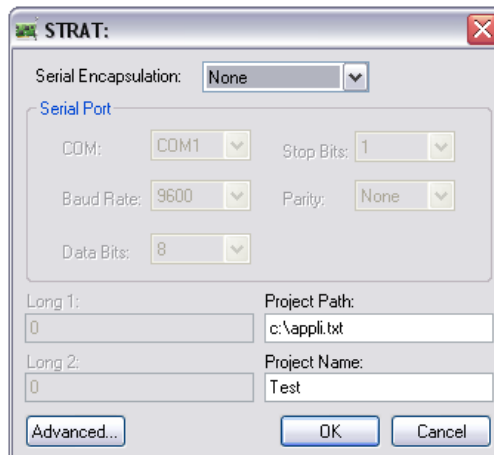 STRAT:
Serial Encapsulation: None
Serial Port
COM: COM1 Stop Bits: 1
Baud Rate: 9600 Parity: None
Data Bits: 8
Long 1: Project Path:
0 c:\appli.txt
Long 2: Project Name:
0 Test
Advanced... OK Cancel